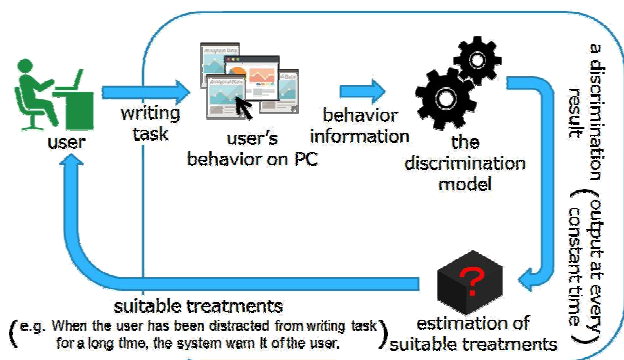 user
writing
task
user's
behavior on PC
behavior
information
the
discrimination
model
a discrimination
result
(output at every
constant time)
?
estimation of
suitable treatments
suitable treatments
(e.g. When the user has been distracted from writing task
for a long time, the system warn it of the user.)